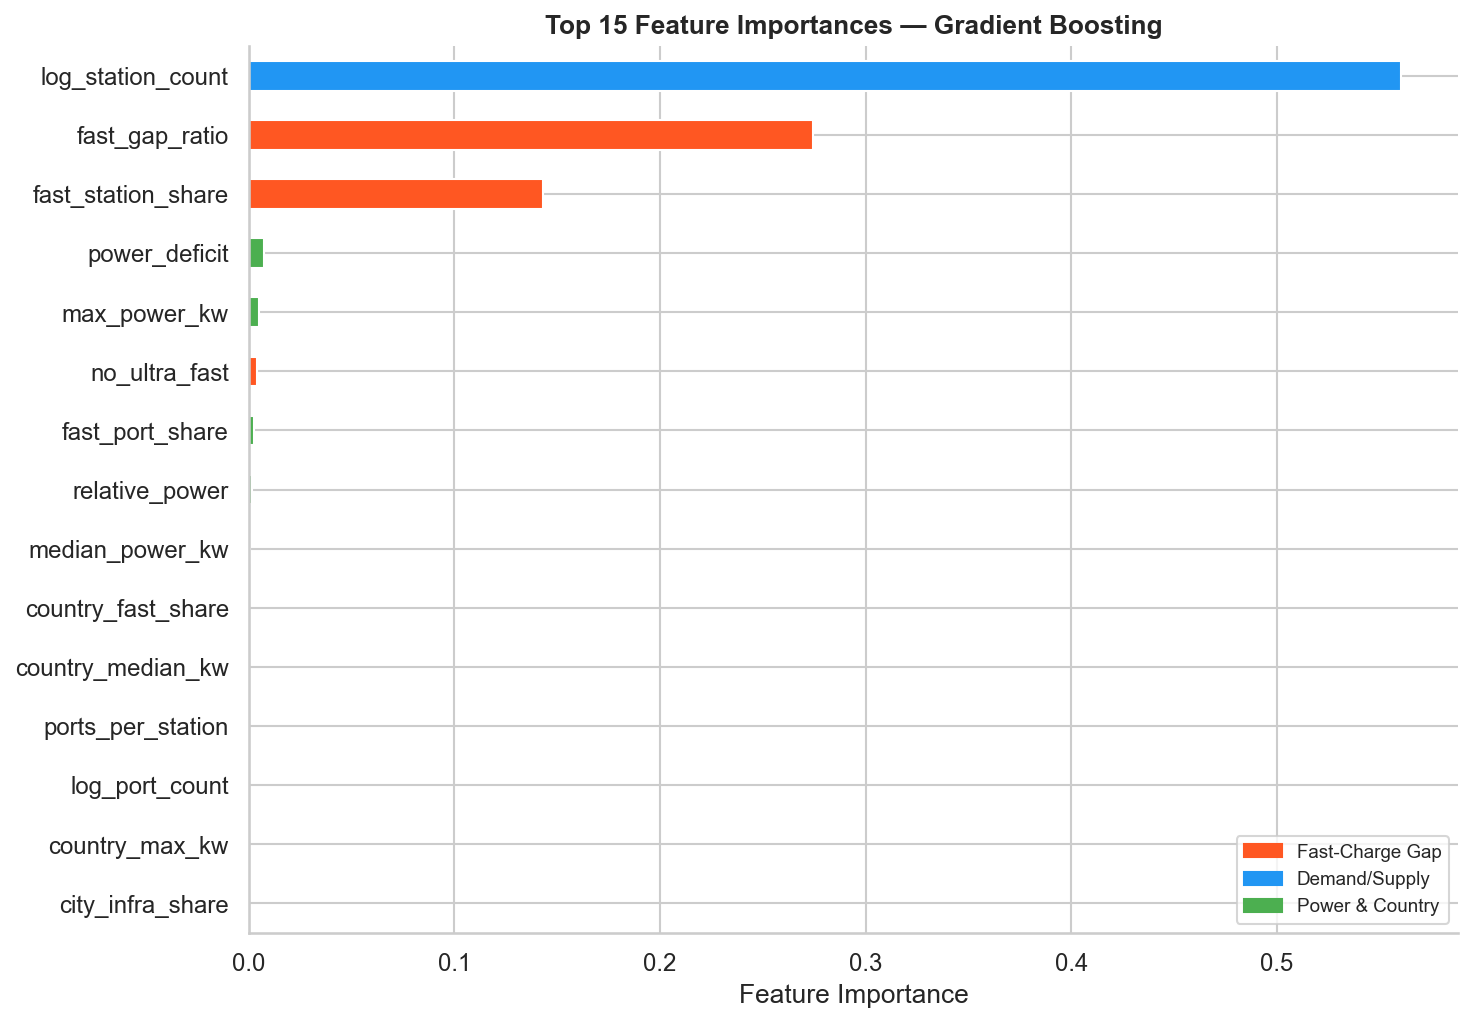 Top 15 Feature Importances — Gradient Boosting
log_station_count
fast_gap_ratio
fast_station_share
power_deficit
max_power_kw
no_ultra_fast
fast_port_share
relative_power
median_power_kw
country_fast_share
country_median_kw
ports_per_station
log_port_count
country_max_kw
city_infra_share
Fast-Charge Gap
Demand/Supply
Power & Country
0.0 0.1 0.2 0.3 0.4 0.5
Feature Importance